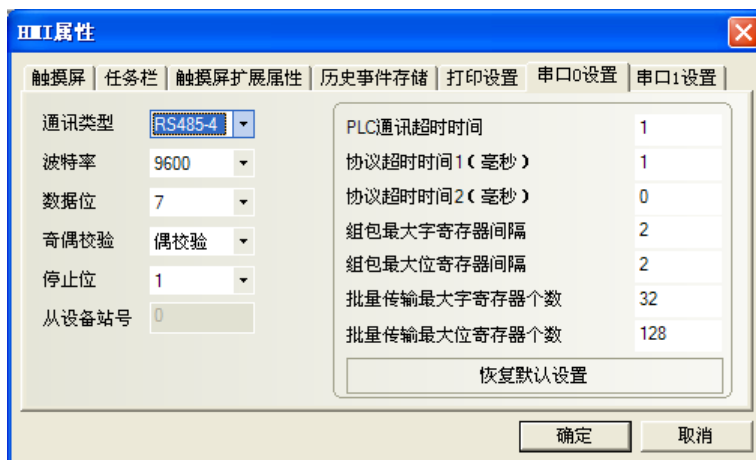 HMI属性
触摸屏 任务栏 触摸屏扩展属性 历史事件存储 打印设置 串口0设置 串口1设置
通讯类型 RS485-4
波特率 9600
数据位 7
奇偶校验 偶校验
停止位 1
从设备站号 0
PLC通讯超时时间 1
协议超时时间1(毫秒) 1
协议超时时间2(毫秒) 0
组包最大字寄存器间隔 2
组包最大位寄存器间隔 2
批量传输最大字寄存器个数 32
批量传输最大位寄存器个数 128
恢复默认设置
确定 取消